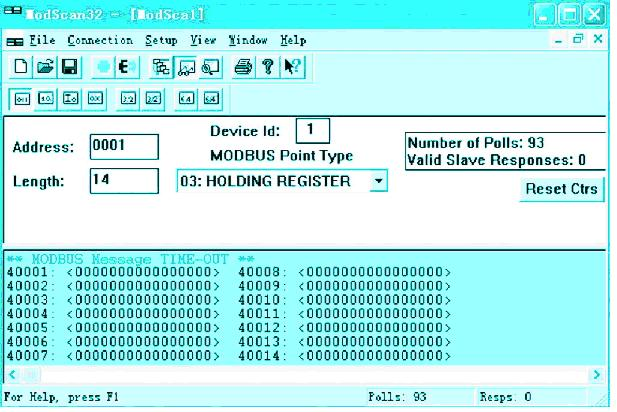 ModScan32 - [ModSca1]
File Connection Setup View Window Help
Address: 0001
Device Id: 1
MODBUS Point Type
Length: 14
03: HOLDING REGISTER
Number of Polls: 93
Valid Slave Responses: 0
Reset Ctrs
** MODBUS Message TIME-OUT **
40001: <0000000000000000> 40008: <0000000000000000>
40002: <0000000000000000> 40009: <0000000000000000>
40003: <0000000000000000> 40010: <0000000000000000>
40004: <0000000000000000> 40011: <0000000000000000>
40005: <0000000000000000> 40012: <0000000000000000>
40006: <0000000000000000> 40013: <0000000000000000>
40007: <0000000000000000> 40014: <0000000000000000>
For Help, press F1 Polls: 93 Resps: 0